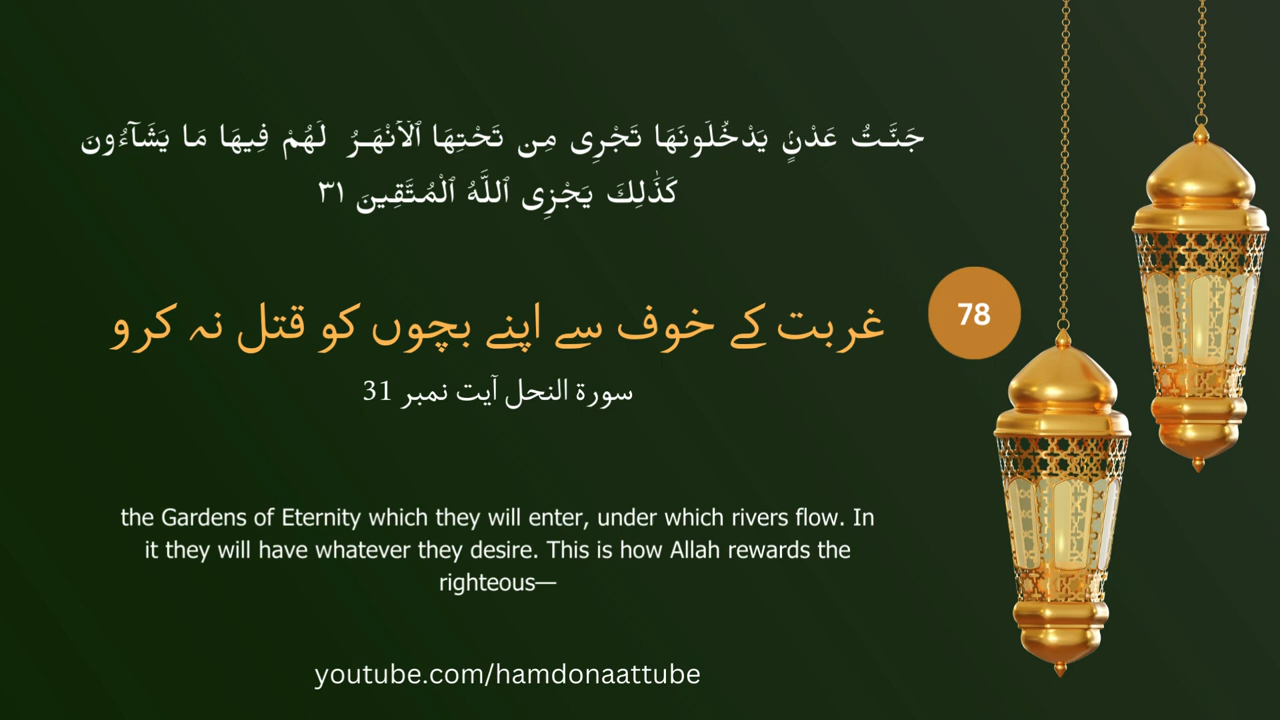 جَنَّـٰتُ عَدْنٍ يَدْخُلُونَهَا تَجْرِى مِن تَحْتِهَا ٱلْأَنْهَـٰرُ ۖ لَهُمْ فِيهَا مَا يَشَآءُونَ
كَذَٰلِكَ يَجْزِى ٱللَّهُ ٱلْمُتَّقِينَ ٣١
78
غربت کے خوف سے اپنے بچوں کو قتل نہ کرو
سورة النحل آیت نمبر 31
the Gardens of Eternity which they will enter, under which rivers flow. In
it they will have whatever they desire. This is how Allah rewards the
righteous—
youtube.com/hamdonaattube